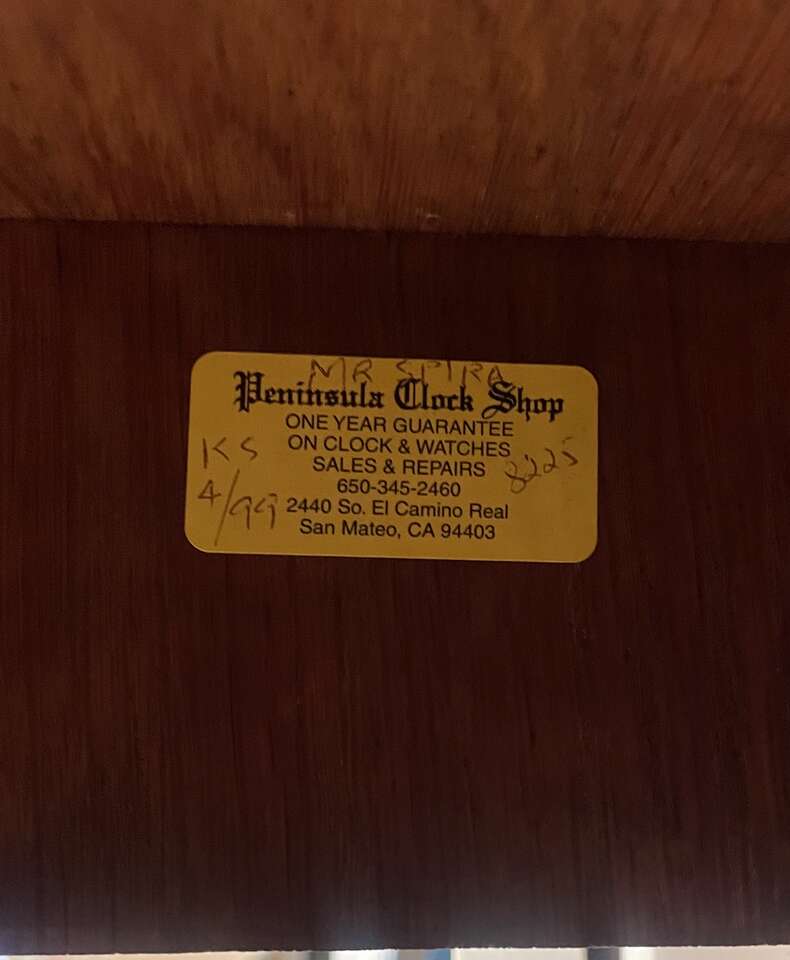 MR SPIRA
Peninsula Clock Shop
ONE YEAR GUARANTEE
ON CLOCK & WATCHES
SALES & REPAIRS
650-345-2460
2440 So. El Camino Real
San Mateo, CA 94403
KS
4/99
8225